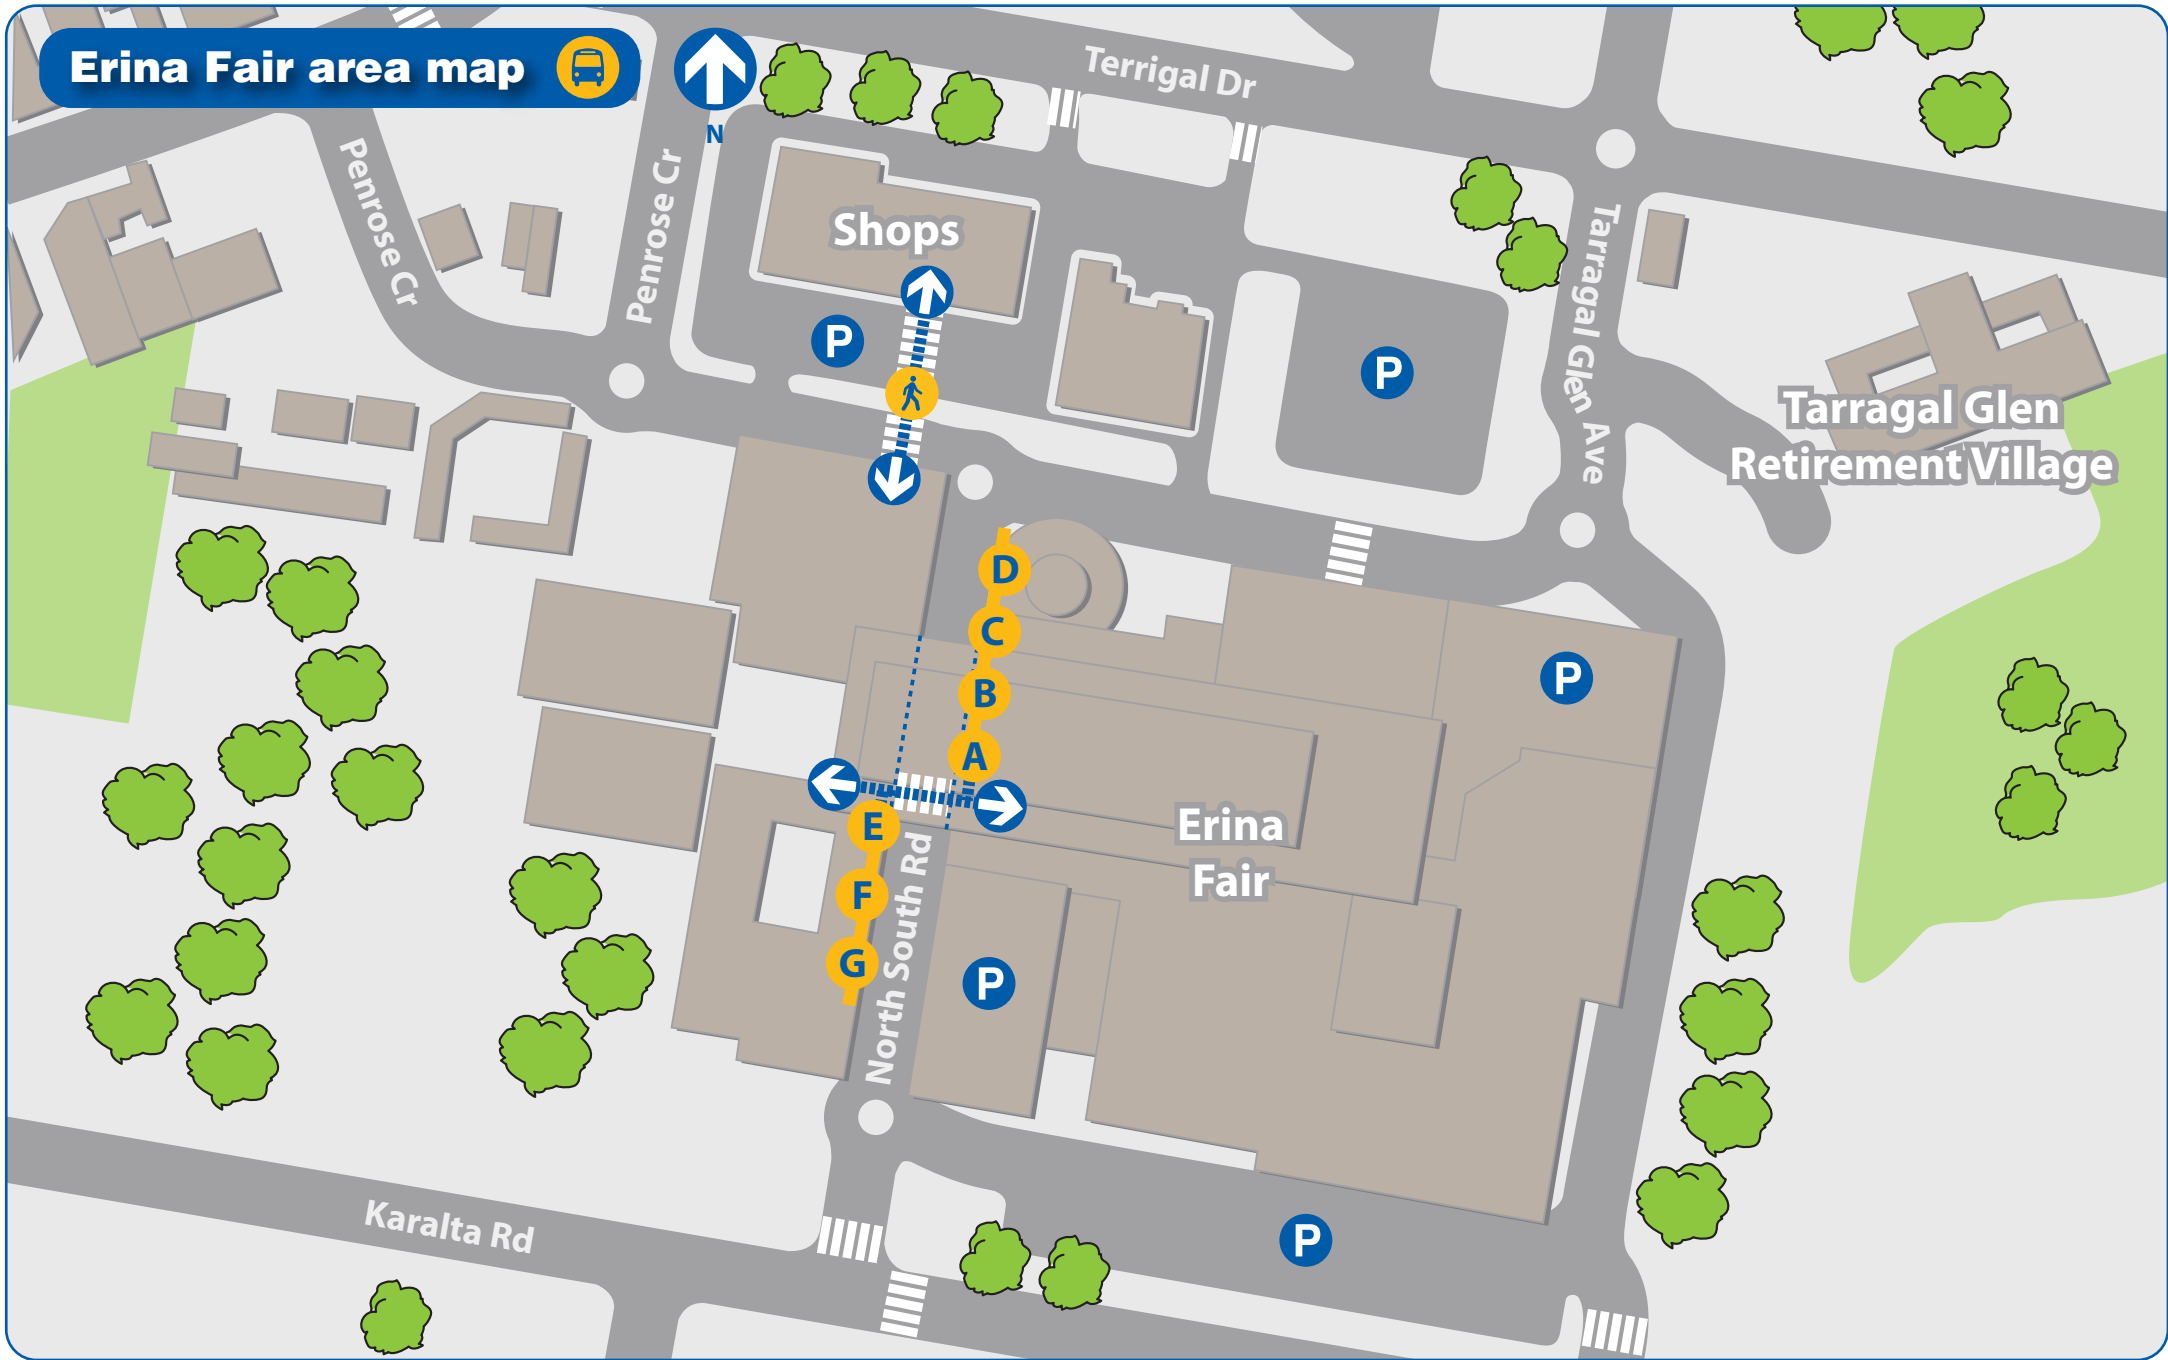 Erina Fair area map
N
Terrigal Dr
Penrose Cr
Penrose Cr
Shops
P
P
Tarragal Glen Ave
Tarragal Glen
Retirement Village
D
C
B
A
P
E
F
G
North South Rd
Erina
Fair
P
P
Karalta Rd